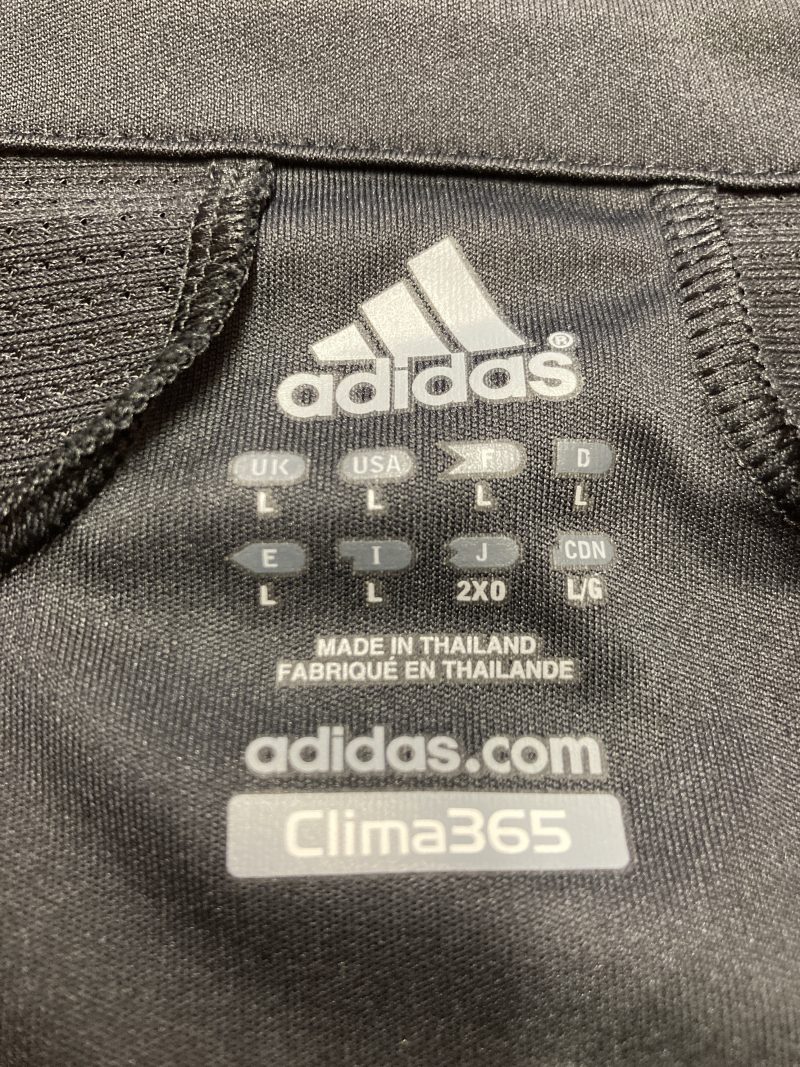 adidas®
UK USA F D
L L L L
E I J CDN
L L 2XO L/G
MADE IN THAILAND
FABRIQUÉ EN THAILANDE
adidas.com
Clima365